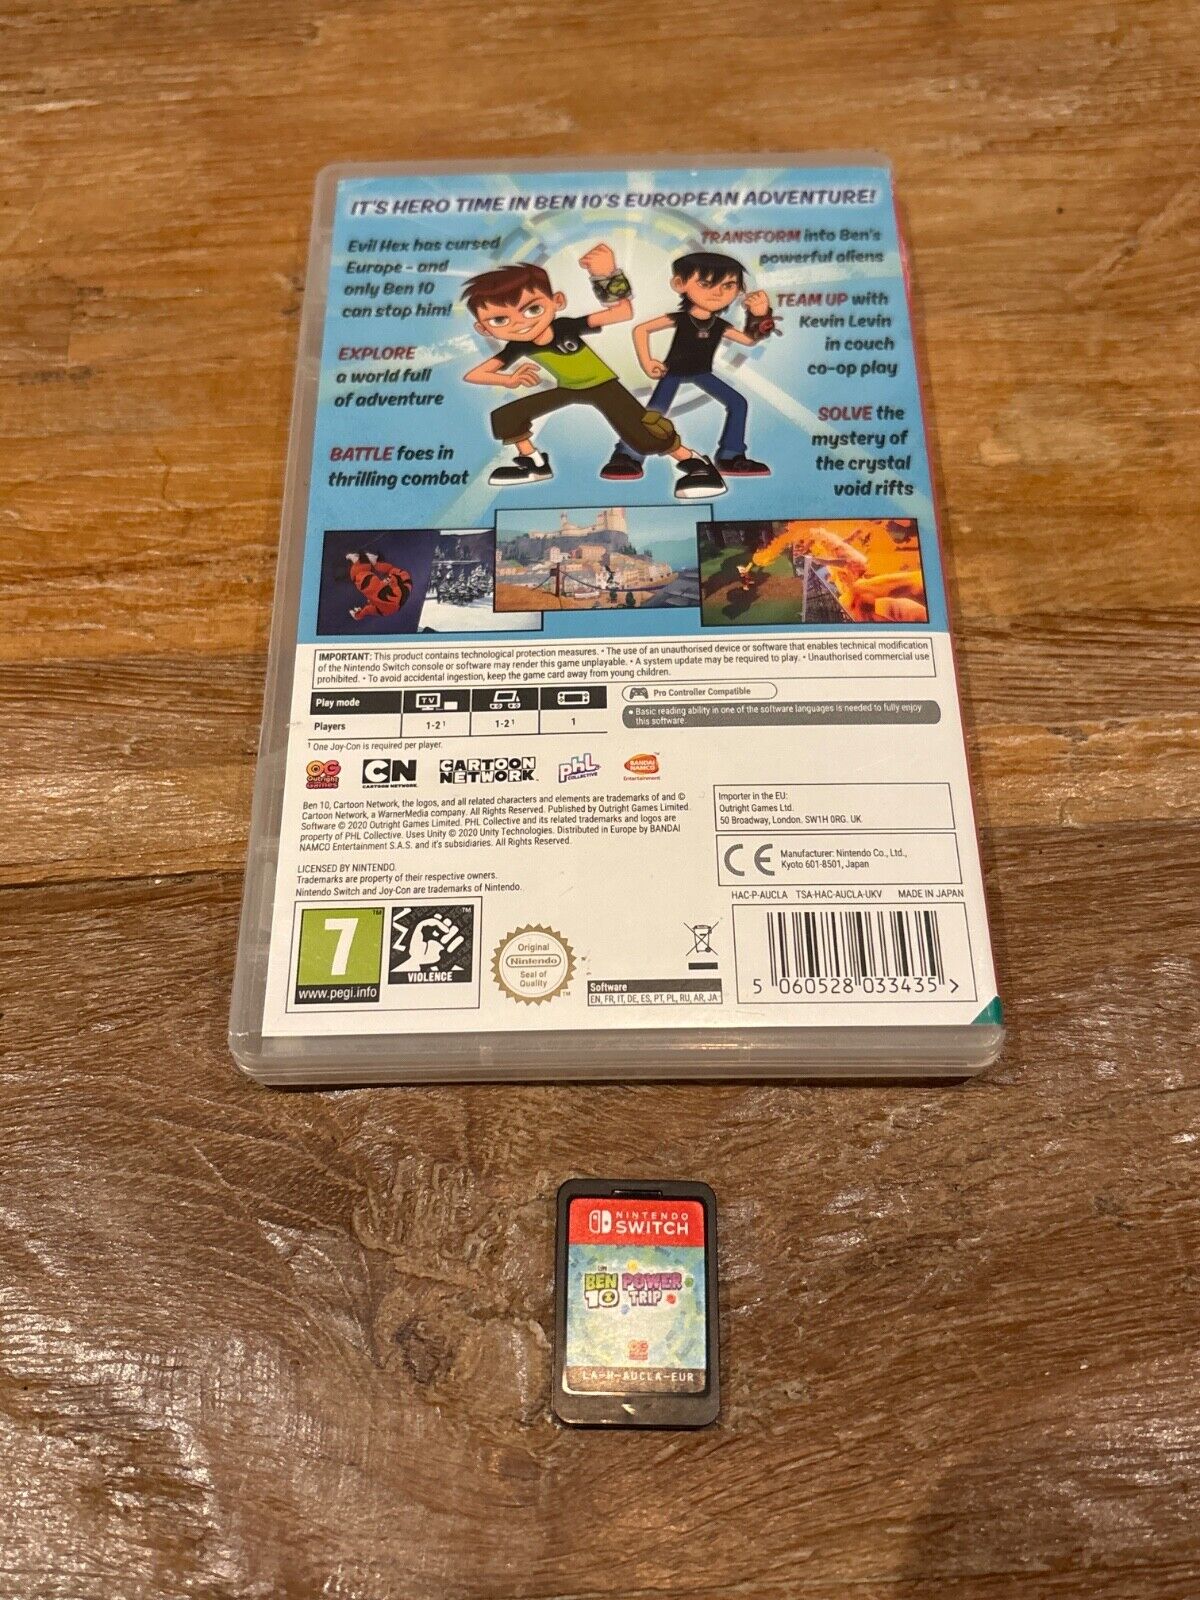 IT'S HERO TIME IN BEN 10'S EUROPEAN ADVENTURE!
Evil Hex has cursed
Europe - and
only Ben 10
can stop him!
EXPLORE
a world full
of adventure
BATTLE foes in
thrilling combat
TRANSFORM into Ben's
powerful aliens
TEAM UP with
Kevin Levin
in couch
co-op play
SOLVE the
mystery of
the crystal
void rifts
IMPORTANT: This product contains technological protection measures. • The use of an unauthorised device or software that enables technical modification
of the Nintendo Switch console or software may render this game unplayable. • A system update may be required to play. • Unauthorised commercial use
prohibited. • To avoid accidental ingestion, keep the game card away from young children.
Play mode
TV
Players
1-2¹
1-2¹
1
¹ One Joy-Con is required per player.
Pro Controller Compatible
• Basic reading ability in one of the software languages is needed to fully enjoy
this software.
OG
Outright
Games
CN
CARTOON NETWORK
CARTOON
NETWORK
PHL
COLLECTIVE
BANDAI
NAMCO
Entertainment
Ben 10, Cartoon Network, the logos, and all related characters and elements are trademarks of and ©
Cartoon Network, a WarnerMedia company. All Rights Reserved. Published by Outright Games Limited.
Software © 2020 Outright Games Limited. PHL Collective and its related trademarks and logos are
property of PHL Collective. Uses Unity © 2020 Unity Technologies. Distributed in Europe by BANDAI
NAMCO Entertainment S.A.S. and it's subsidiaries. All Rights Reserved.
LICENSED BY NINTENDO.
Trademarks are property of their respective owners.
Nintendo Switch and Joy-Con are trademarks of Nintendo.
Importer in the EU:
Outright Games Ltd.
50 Broadway, London. SW1H 0RG. UK
CE
Manufacturer: Nintendo Co., Ltd.,
Kyoto 601-8501, Japan
HAC-P-AUCLA TSA-HAC-AUCLA-UKV MADE IN JAPAN
7
www.pegi.info
VIOLENCE
Original
Nintendo
Seal of
Quality
Software
EN, FR, IT, DE, ES, PT, PL, RU, AR, JA
5 060528 033435 >
NINTENDO
SWITCH
BEN
10
POWER
TRIP
LA-H-AUCLA-EUR